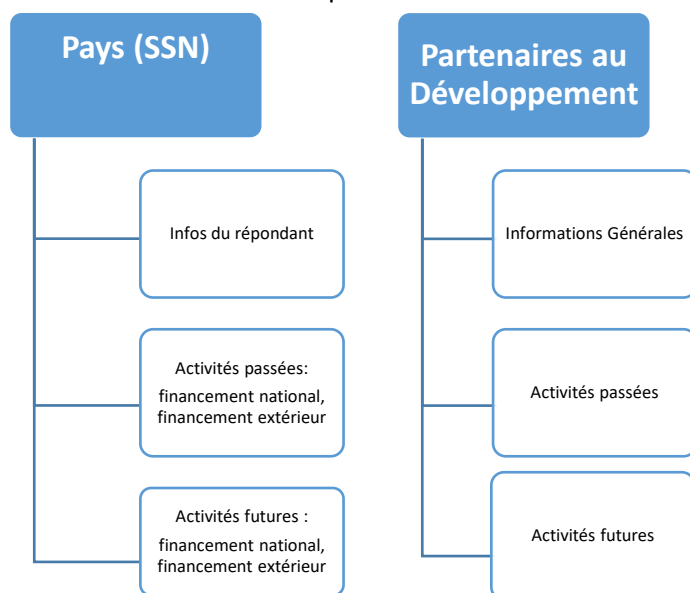 Pays (SSN)
Infos du répondant
Activités passées:
financement national,
financement extérieur
Activités futures :
financement national,
financement extérieur
Partenaires au
Développement
Informations Générales
Activités passées
Activités futures